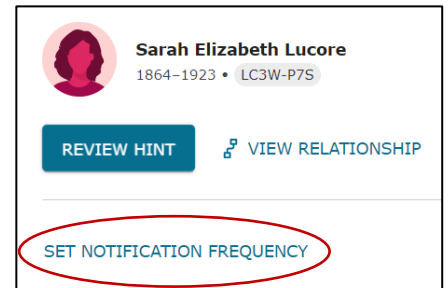 Sarah Elizabeth Lucore
1864–1923 • LC3W-P7S
REVIEW HINT VIEW RELATIONSHIP
SET NOTIFICATION FREQUENCY